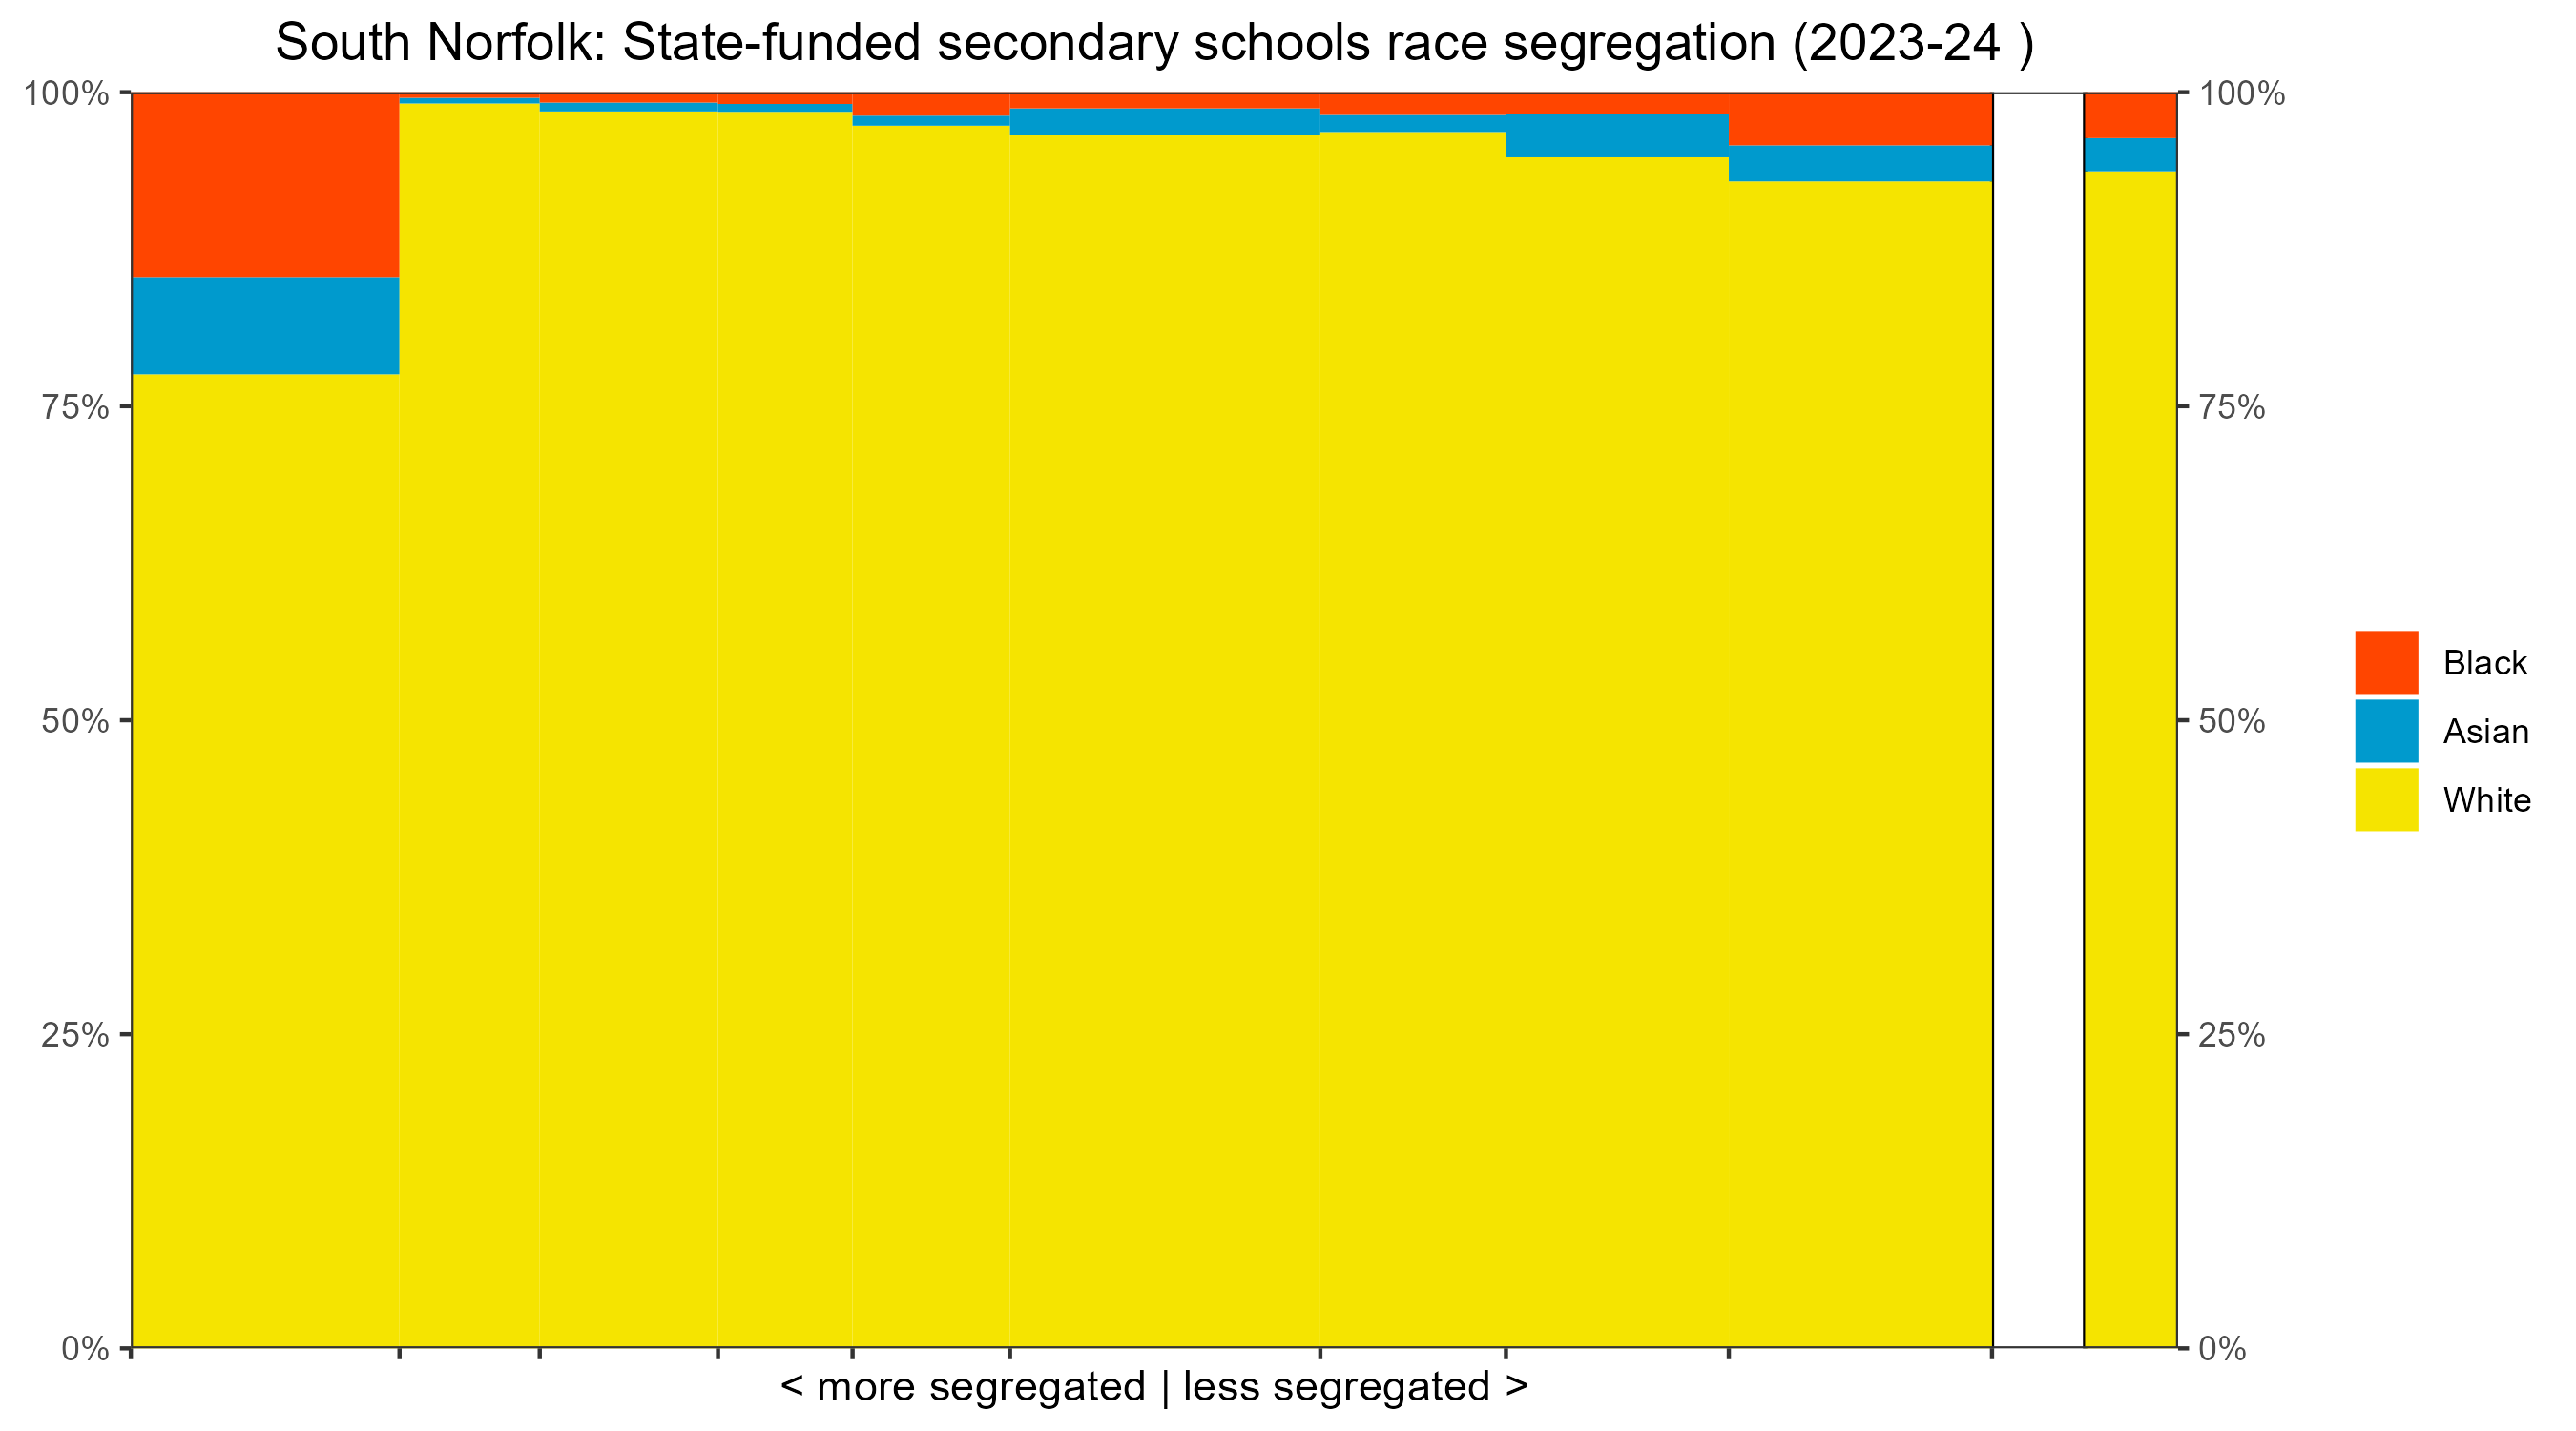 South Norfolk: State-funded secondary schools race segregation (2023-24 )
100%
75%
50%
25%
0%
100%
75%
50%
25%
0%
Black
Asian
White
< more segregated | less segregated >